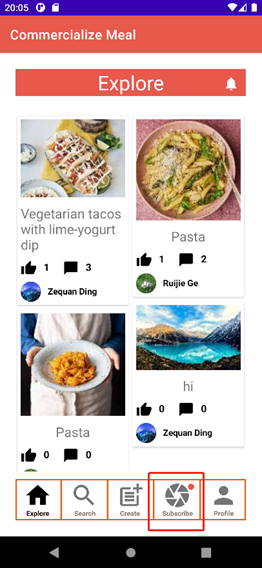 20:05
Commercialize Meal
Explore
Vegetarian tacos
with lime-yogurt
dip
1 3
Zequan Ding
Pasta
1 2
Ruijie Ge
Pasta
0 0
hi
0 0
Zequan Ding
Explore Search Create Subscribe Profile